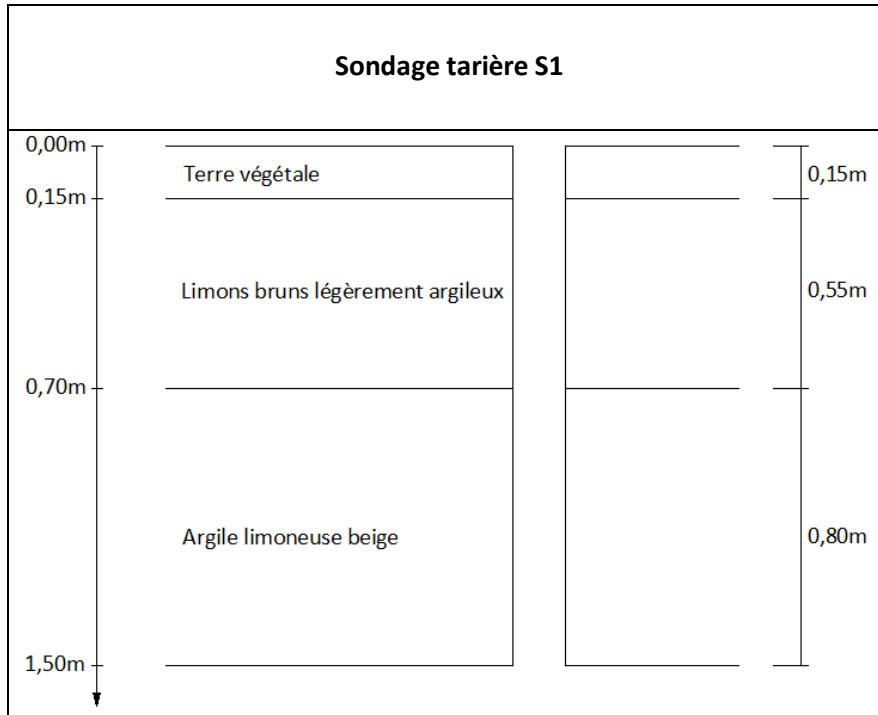 Sondage tarière S1
0,00m
Terre végétale
0,15m
0,15m
Limons bruns légèrement argileux
0,55m
0,70m
Argile limoneuse beige
0,80m
1,50m